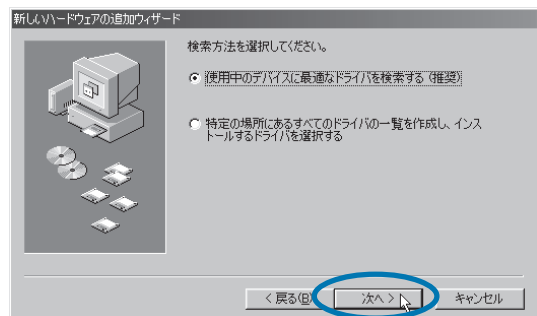 新しいハードウェアの追加ウィザード
検索方法を選択してください。
使用中のデバイスに最適なドライバを検索する (推奨)
特定の場所にあるすべてのドライバの一覧を作成し、インス
トールするドライバを選択する
< 戻る(B) 次へ > キャンセル